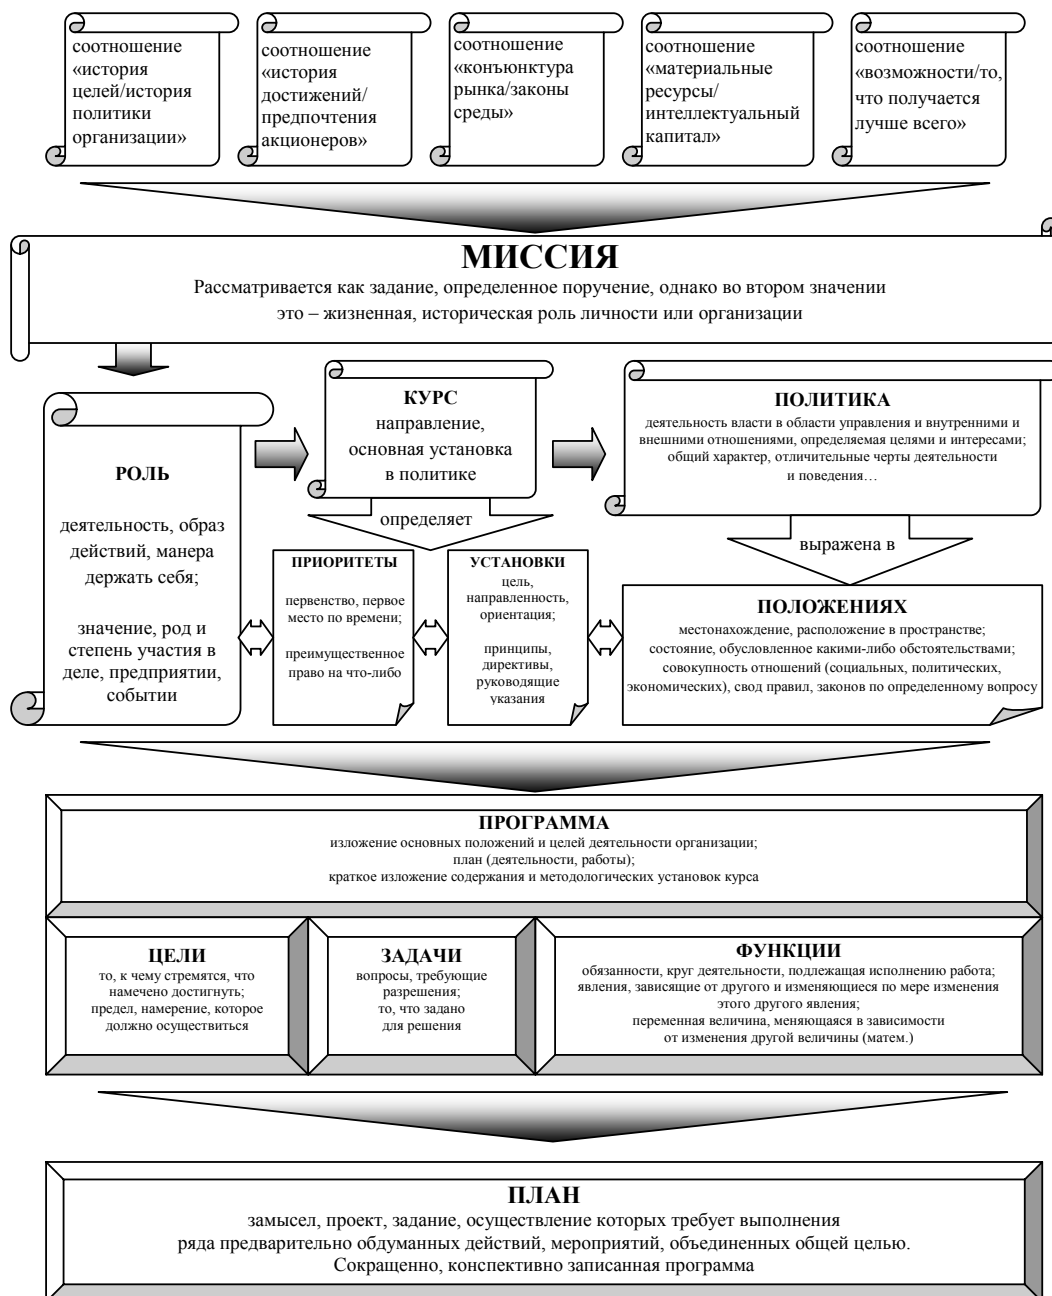 соотношение
«история
целей/история
политики
организации»
соотношение
«история
достижений/
предпочтения
акционеров»
соотношение
«конъюнктура
рынка/законы
среды»
соотношение
«материальные
ресурсы/
интеллектуальный
капитал»
соотношение
«возможности/то,
что получается
лучше всего»
МИССИЯ
Рассматривается как задание, определенное поручение, однако во втором значении
это – жизненная, историческая роль личности или организации
РОЛЬ
деятельность, образ
действий, манера
держать себя;
значение, род и
степень участия в
деле, предприятии,
событии
КУРС
направление,
основная установка
в политике
ПОЛИТИКА
деятельность власти в области управления и внутренними и
внешними отношениями, определяемая целями и интересами;
общий характер, отличительные черты деятельности
и поведения…
определяет
выражена в
ПРИОРИТЕТЫ
первенство, первое
место по времени;
преимущественное
право на что-либо
УСТАНОВКИ
цель,
направленность,
ориентация;
принципы,
директивы,
руководящие
указания
ПОЛОЖЕНИЯХ
местонахождение, расположение в пространстве;
состояние, обусловленное какими-либо обстоятельствами;
совокупность отношений (социальных, политических,
экономических), свод правил, законов по определенному вопросу
ПРОГРАММА
изложение основных положений и целей деятельности организации;
план (деятельности, работы);
краткое изложение содержания и методологических установок курса
ЦЕЛИ
то, к чему стремятся, что
намечено достигнуть;
предел, намерение, которое
должно осуществиться
ЗАДАЧИ
вопросы, требующие
разрешения;
то, что задано
для решения
ФУНКЦИИ
обязанности, круг деятельности, подлежащая исполнению работа;
явления, зависящие от другого и изменяющиеся по мере изменения
этого другого явления;
переменная величина, меняющаяся в зависимости
от изменения другой величины (матем.)
ПЛАН
замысел, проект, задание, осуществление которых требует выполнения
ряда предварительно обдуманных действий, мероприятий, объединенных общей целью.
Сокращенно, конспективно записанная программа